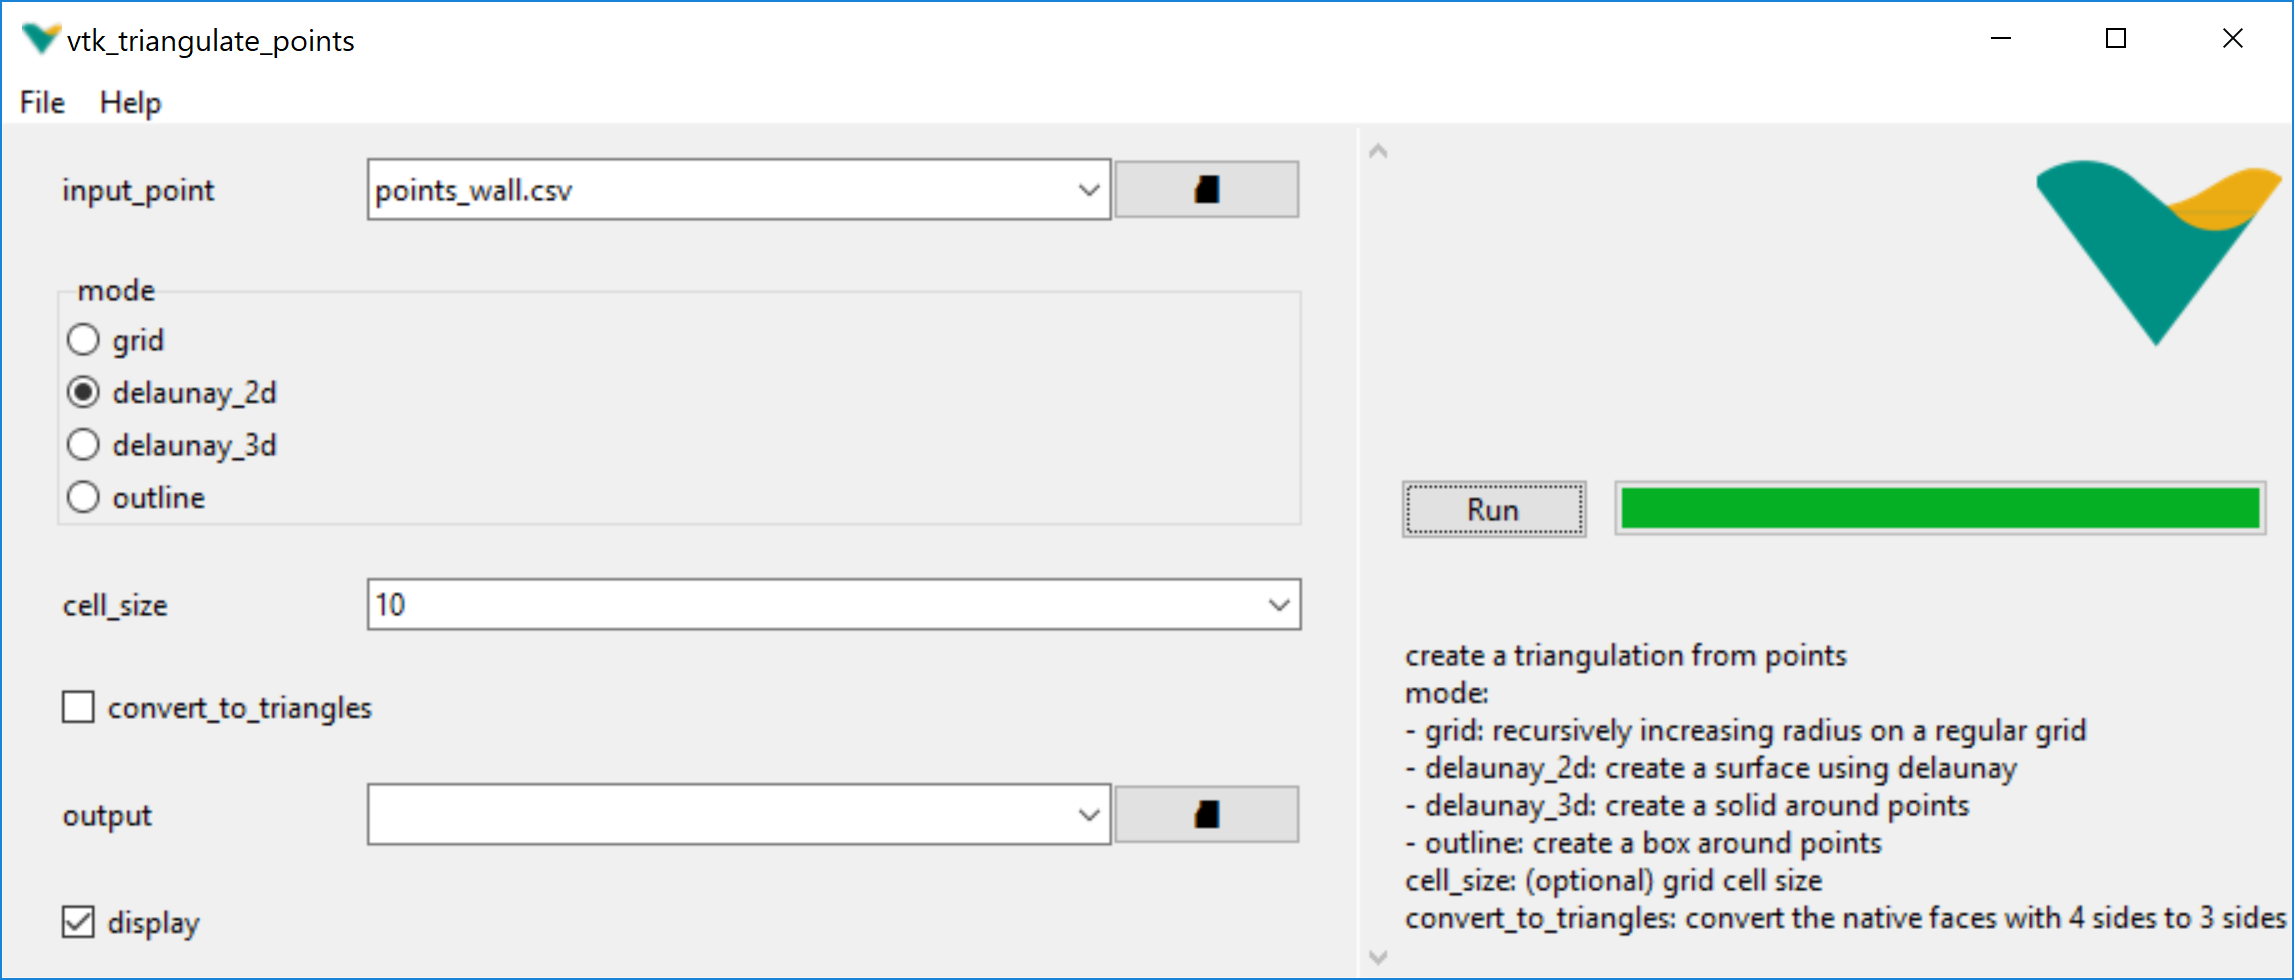 vtk_triangulate_points
File Help
input_point
points_wall.csv
mode
grid
delaunay_2d
delaunay_3d
outline
cell_size
10
convert_to_triangles
output
display
Run
create a triangulation from points
mode:
- grid: recursively increasing radius on a regular grid
- delaunay_2d: create a surface using delaunay
- delaunay_3d: create a solid around points
- outline: create a box around points
cell_size: (optional) grid cell size
convert_to_triangles: convert the native faces with 4 sides to 3 sides